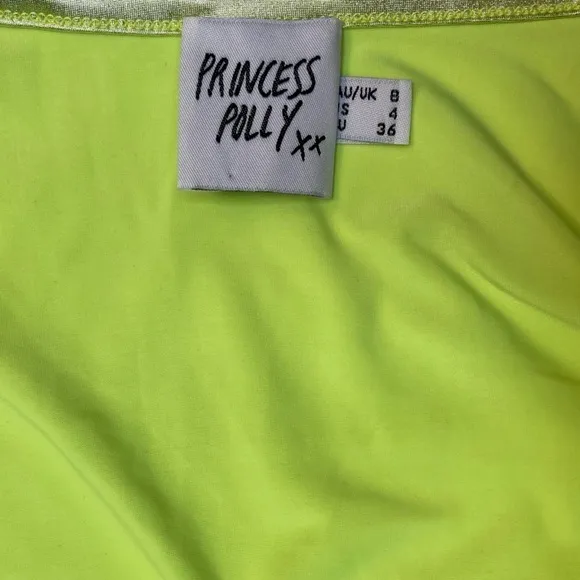 PRINCESS
POLLY xx
AU/UK 8
S 4
U 36